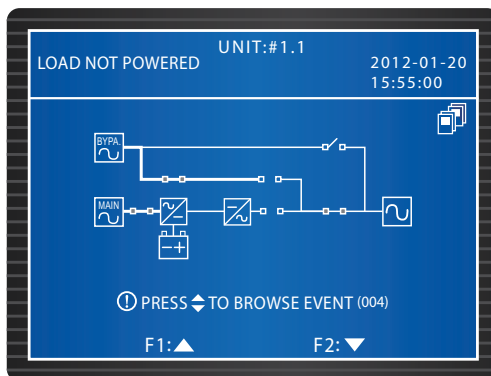 UNIT:#1.1
LOAD NOT POWERED
2012-01-20
15:55:00
BYPA.
MAIN
PRESS TO BROWSE EVENT (004)
F1:
F2: